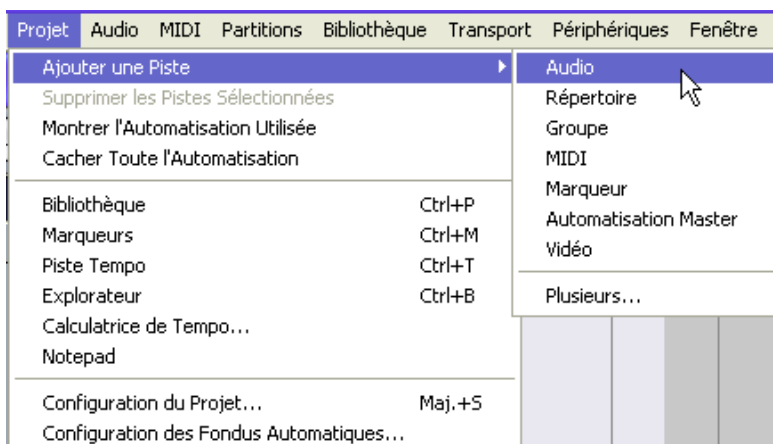 Projet Audio MIDI Partitions Bibliothèque Transport Périphériques Fenêtre
Ajouter une Piste
Supprimer les Pistes Sélectionnées
Montrer l'Automatisation Utilisée
Cacher Toute l'Automatisation
Bibliothèque Ctrl+P
Marqueurs Ctrl+M
Piste Tempo Ctrl+T
Explorateur Ctrl+B
Calculatrice de Tempo...
Notepad
Configuration du Projet... Maj.+S
Configuration des Fondus Automatiques...
Audio
Répertoire
Groupe
MIDI
Marqueur
Automatisation Master
Vidéo
Plusieurs...